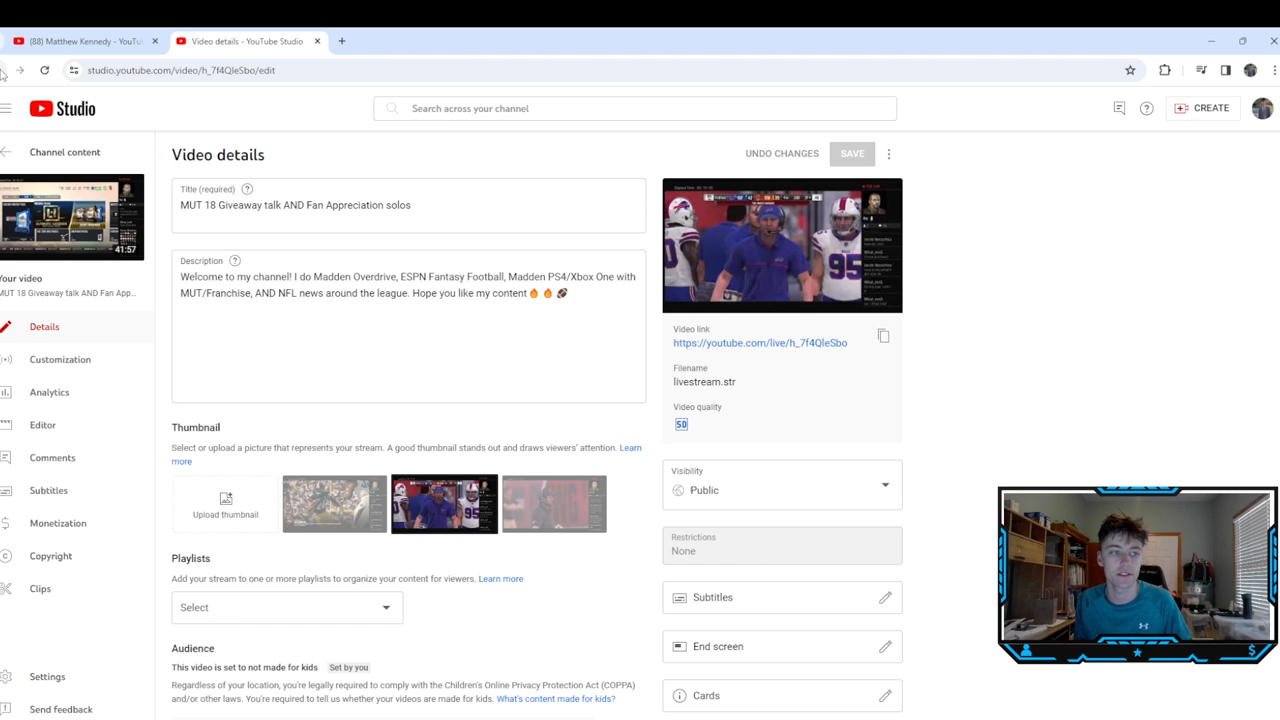 (88) Matthew Kennedy - YouTu
Video details - YouTube Studio
studio.youtube.com/video/h_7f4QleSbo/edit
Studio
Search across your channel
CREATE
Channel content
41:57
Your video
MUT 18 Giveaway talk AND Fan App...
Details
Customization
Analytics
Editor
Comments
Subtitles
Monetization
Copyright
Clips
Settings
Send feedback
Video details
UNDO CHANGES
SAVE
Title (required)
MUT 18 Giveaway talk AND Fan Appreciation solos
Description
Welcome to my channel! I do Madden Overdrive, ESPN Fantasy Football, Madden PS4/Xbox One with
MUT/Franchise, AND NFL news around the league. Hope you like my content🔥 🔥 🏈
Thumbnail
Select or upload a picture that represents your stream. A good thumbnail stands out and draws viewers' attention. Learn
more
Upload thumbnail
Playlists
Add your stream to one or more playlists to organize your content for viewers. Learn more
Select
Audience
This video is set to not made for kids Set by you
Regardless of your location, you're legally required to comply with the Children's Online Privacy Protection Act (COPPA)
and/or other laws. You're required to tell us whether your videos are made for kids. What's content made for kids?
95
Video link
https://youtube.com/live/h_7f4QleSbo
Filename
livestream.str
Video quality
SD
Visibility
Public
Restrictions
None
Subtitles
End screen
Cards